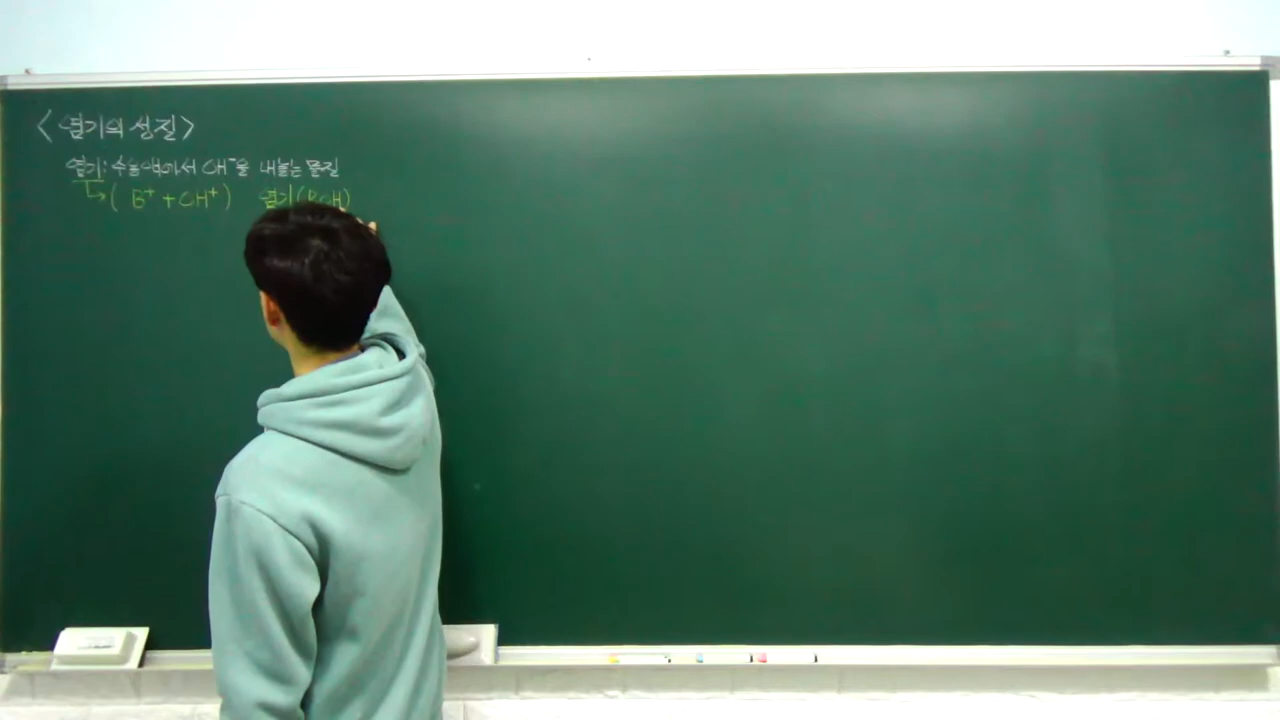 <염기의 성질>
염기: 수용액에서 OH⁻을 내놓는 물질
↳( B⁺ + OH⁺ ) 염기(BOH)